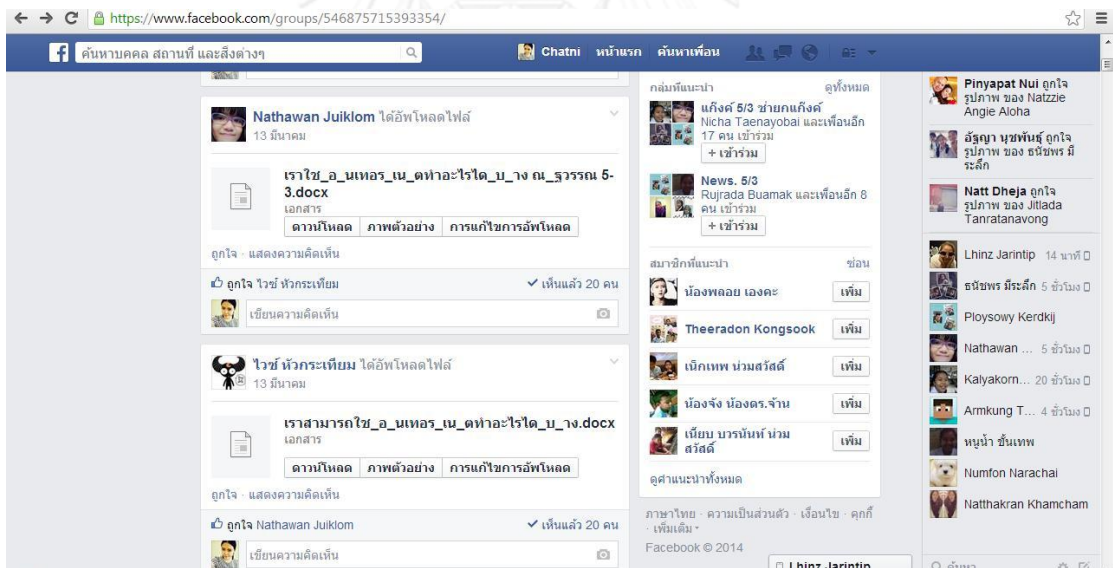 https://www.facebook.com/groups/546875715393354/
ค้นหาบุคคล สถานที่ และสิ่งต่างๆ
Chatni หน้าแรก ค้นหาเพื่อน
Nathawan Juiklom ได้อัพโหลดไฟล์
13 มีนาคม
เราใช_อ_นเทอร_เน_ตทำอะไรได_บ_าง ณ_ฐวรรณ 5-
3.docx
เอกสาร
ดาวน์โหลด ภาพตัวอย่าง การแก้ไขการอัพโหลด
ถูกใจ · แสดงความคิดเห็น
ถูกใจ ไวซ์ หัวกระเทียม
เห็นแล้ว 20 คน
เขียนความคิดเห็น
ไวซ์ หัวกระเทียม ได้อัพโหลดไฟล์
13 มีนาคม
เราสามารถใช_อ_นเทอร_เน_ตทำอะไรได_บ_าง.docx
เอกสาร
ดาวน์โหลด ภาพตัวอย่าง การแก้ไขการอัพโหลด
ถูกใจ · แสดงความคิดเห็น
ถูกใจ Nathawan Juiklom
เห็นแล้ว 20 คน
เขียนความคิดเห็น
กลุ่มที่แนะนำ ดูทั้งหมด
แก๊งค์ 5/3 ช่ายกแก๊งค์
Nicha Taenayobai และเพื่อนอีก
17 คน เข้าร่วม
+ เข้าร่วม
News. 5/3
Rujrada Buamak และเพื่อนอีก 8
คน เข้าร่วม
+ เข้าร่วม
สมาชิกที่แนะนำ ซ่อน
น้องพลอย เองคะ เพิ่ม
Theeradon Kongsook เพิ่ม
เน็กเทพ น่วมสวัสดิ์ เพิ่ม
น้องจัง น้องดร.จ้าน เพิ่ม
เนี๊ยบ บวรนันท์ น่วม
สวัสดิ์
เพิ่ม
ดูคำแนะนำทั้งหมด
ภาษาไทย · ความเป็นส่วนตัว · เงื่อนไข · คุกกี้
· เพิ่มเติม
Facebook © 2014
Pinyapat Nui ถูกใจ
รูปภาพ ของ Natzzie
Angie Aloha
อัฐญา นุชพันธุ์ ถูกใจ
รูปภาพ ของ ธนัชพร มี
ระลึก
Natt Dheja ถูกใจ
รูปภาพ ของ Jitlada
Tanratanavong
Lhinz Jarintip 14 นาที
ธนัชพร มีระลึก 5 ชั่วโมง
Ploysowy Kerdkij
Nathawan ... 5 ชั่วโมง
Kalyakorn... 20 ชั่วโมง
Armkung T... 4 ชั่วโมง
หนูน้ำ ชั้นเทพ
Numfon Narachai
Natthakran Khamcham
Lhinz Jarintip
ค้นหา